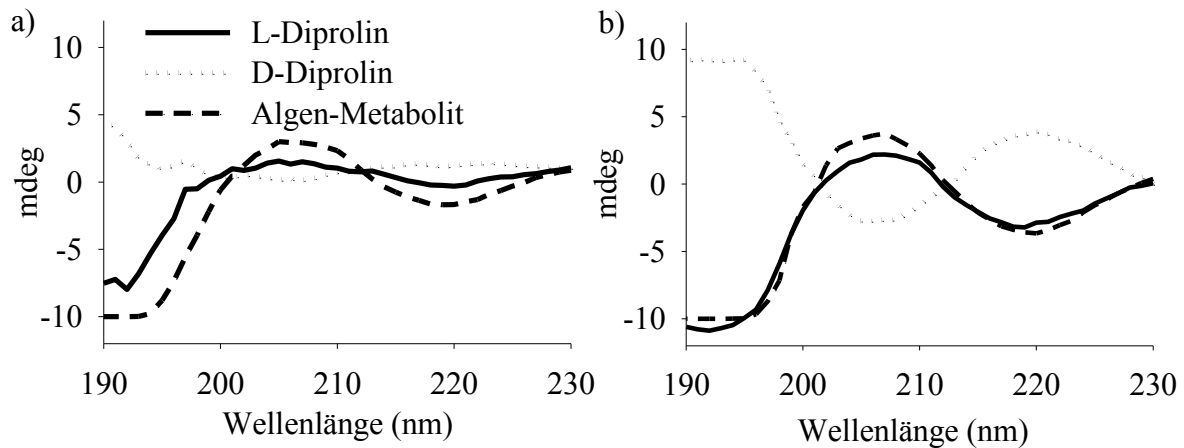 a)
L-Diprolin
D-Diprolin
Algen-Metabolit
10
5
0
-5
-10
mdeg
190 200 210 220 230
Wellenlänge (nm)
b)
10
5
0
-5
-10
mdeg
190 200 210 220 230
Wellenlänge (nm)